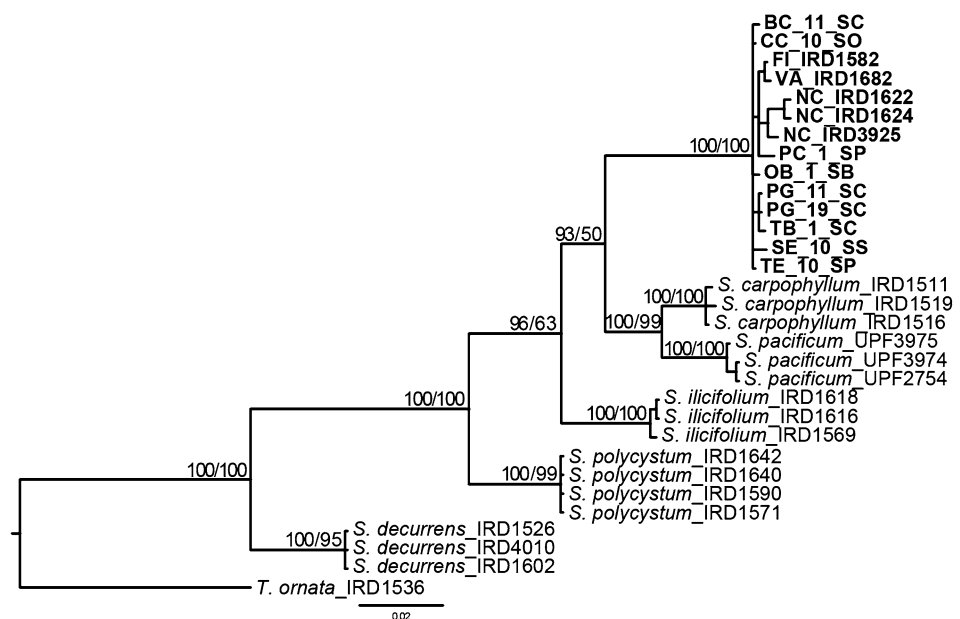 BC_11_SC
CC_10_SO
FI_IRD1582
VA_IRD1682
NC_IRD1622
NC_IRD1624
NC_IRD3925
100/100
PC_1_SP
OB_1_SB
PG_11_SC
PG_19_SC
TB_1_SC
93/50
SE_10_SS
TE_10_SP
S. carpophyllum_IRD1511
100/100
S. carpophyllum_IRD1519
S. carpophyllum_IRD1516
96/63
100/99
S. pacificum_UPF3975
100/100
S. pacificum_UPF3974
S. pacificum_UPF2754
100/100
S. ilicifolium_IRD1618
100/100
S. ilicifolium_IRD1616
S. ilicifolium_IRD1569
S. polycystum_IRD1642
100/100
100/99
S. polycystum_IRD1640
S. polycystum_IRD1590
S. polycystum_IRD1571
S. decurrens_IRD1526
100/95
S. decurrens_IRD4010
S. decurrens_IRD1602
T. ornata_IRD1536
0.02